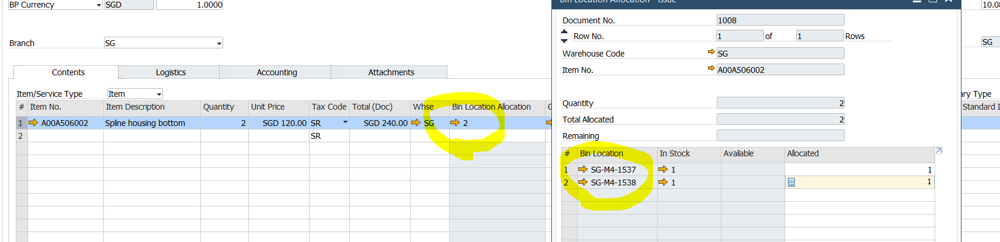 BP Currency SGD 1.0000
Branch SG
Contents Logistics Accounting Attachments
Item/Service Type Item
# Item No. Item Description Quantity Unit Price Tax Code Total (Doc) Whse Bin Location Allocation
1 A00A506002 Spline housing bottom 2 SGD 120.00 SR SGD 240.00 SG 2
2 SR
Bin Location Allocation - Issue
Document No. 1008
Row No. 1 of 1 Rows
Warehouse Code SG
Item No. A00A506002
Quantity 2
Total Allocated 2
Remaining
# Bin Location In Stock Available Allocated
1 SG-M4-1537 1 1
2 SG-M4-1538 1 1
10.08
SG
ary Type
Standard I